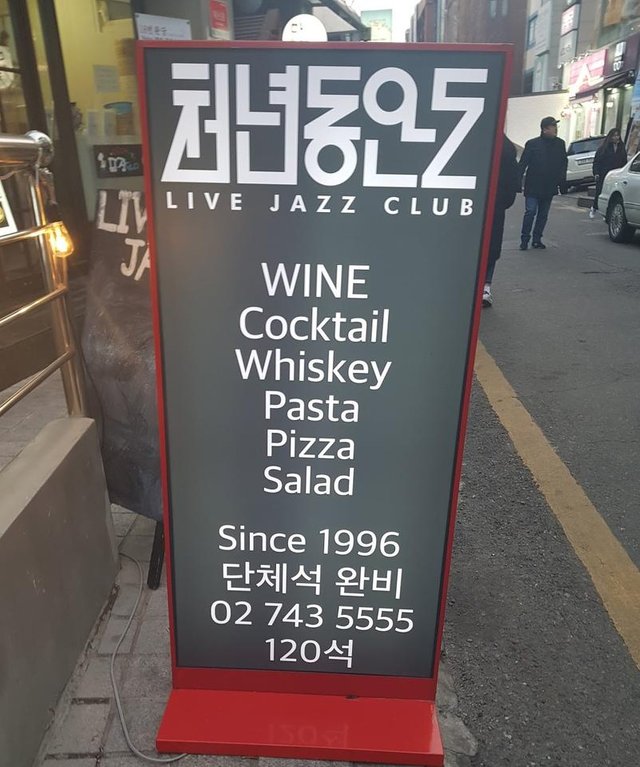 천년동안도
LIVE JAZZ CLUB
WINE
Cocktail
Whiskey
Pasta
Pizza
Salad
Since 1996
단체석 완비
02 743 5555
120석